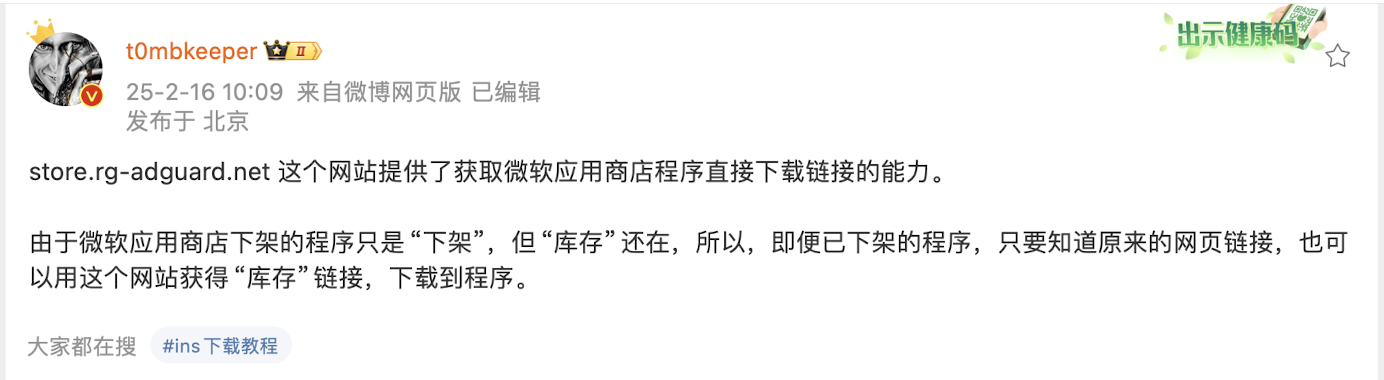 出示健康码
t0mbkeeper II
25-2-16 10:09 来自微博网页版 已编辑
发布于 北京
store.rg-adguard.net 这个网站提供了获取微软应用商店程序直接下载链接的能力。
由于微软应用商店下架的程序只是“下架”，但“库存”还在，所以，即便已下架的程序，只要知道原来的网页链接，也可
以用这个网站获得“库存”链接，下载到程序。
大家都在搜 #ins下载教程